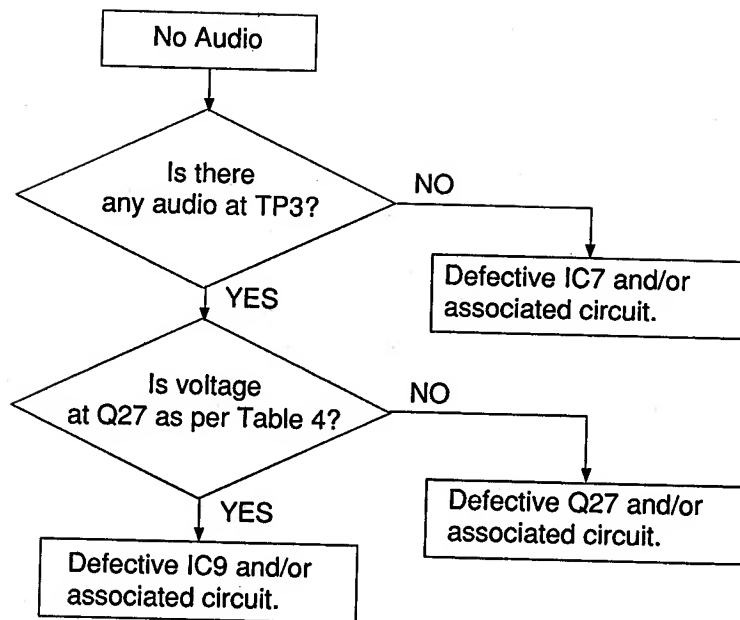 No Audio
Is there
any audio at TP3?
NO
Defective IC7 and/or
associated circuit.
YES
Is voltage
at Q27 as per Table 4?
NO
Defective Q27 and/or
associated circuit.
YES
Defective IC9 and/or
associated circuit.